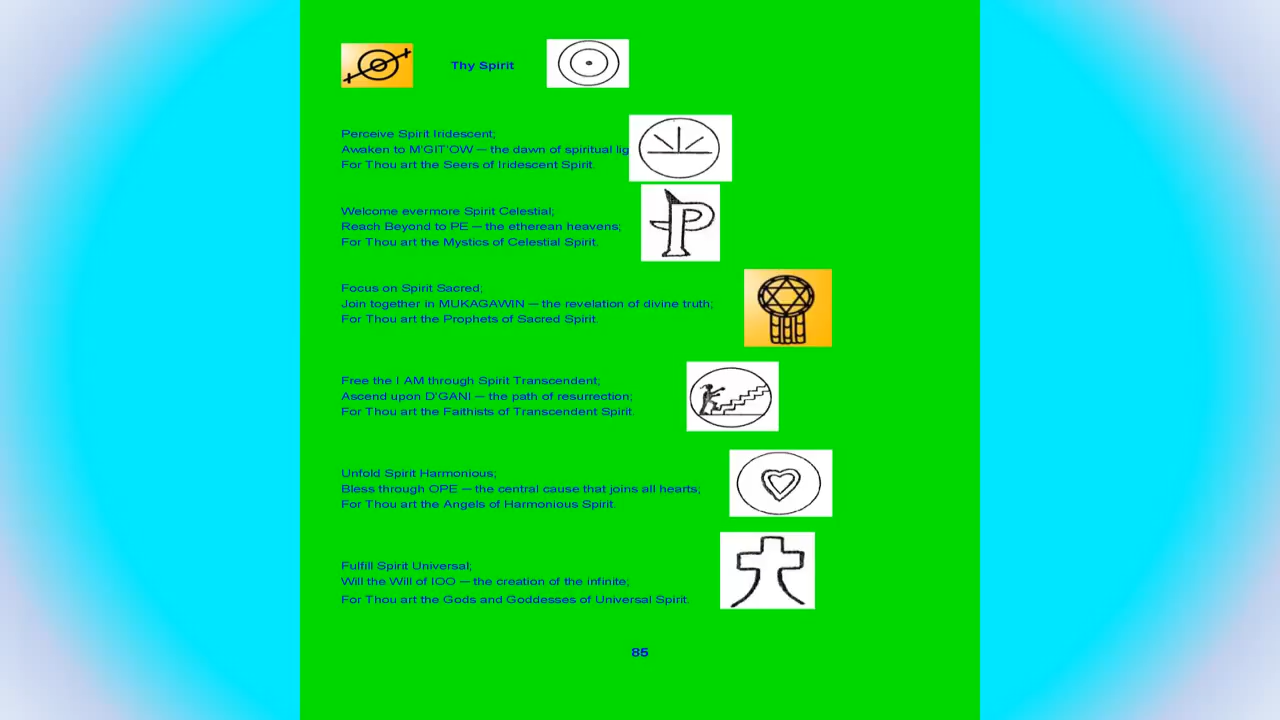 Thy Spirit
Perceive Spirit Iridescent;
Awaken to M'GIT'OW — the dawn of spiritual lig
For Thou art the Seers of Iridescent Spirit.
Welcome evermore Spirit Celestial;
Reach Beyond to PE — the etherean heavens;
For Thou art the Mystics of Celestial Spirit.
Focus on Spirit Sacred;
Join together in MUKAGAWIN — the revelation of divine truth;
For Thou art the Prophets of Sacred Spirit.
Free the I AM through Spirit Transcendent;
Ascend upon D'GANI — the path of resurrection;
For Thou art the Faithists of Transcendent Spirit.
Unfold Spirit Harmonious;
Bless through OPE — the central cause that joins all hearts;
For Thou art the Angels of Harmonious Spirit.
Fulfill Spirit Universal;
Will the Will of IOO — the creation of the infinite;
For Thou art the Gods and Goddesses of Universal Spirit.
85